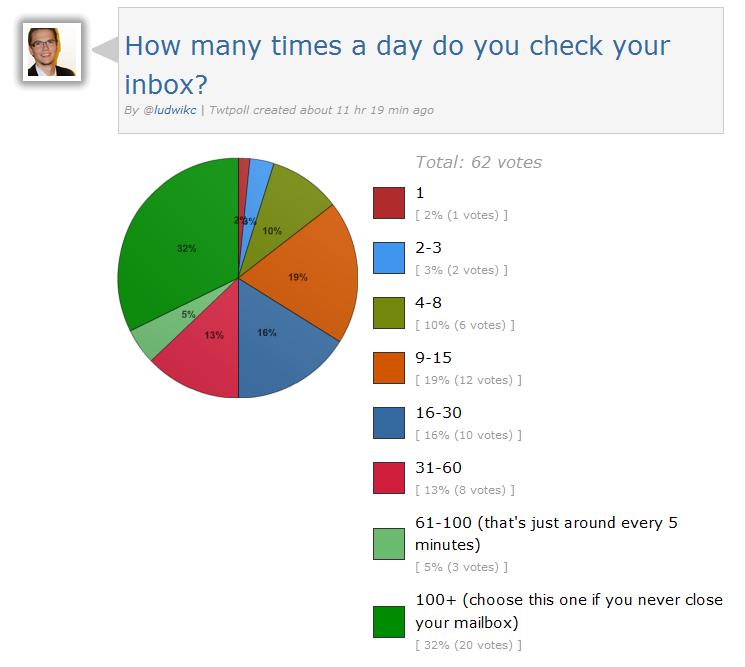 How many times a day do you check your
inbox?
By @ludwikc | Twtpoll created about 11 hr 19 min ago
Total: 62 votes
1
[ 2% (1 votes) ]
2-3
[ 3% (2 votes) ]
4-8
[ 10% (6 votes) ]
9-15
[ 19% (12 votes) ]
16-30
[ 16% (10 votes) ]
31-60
[ 13% (8 votes) ]
61-100 (that's just around every 5
minutes)
[ 5% (3 votes) ]
100+ (choose this one if you never close
your mailbox)
[ 32% (20 votes) ]
2%
3%
10%
19%
16%
13%
5%
32%